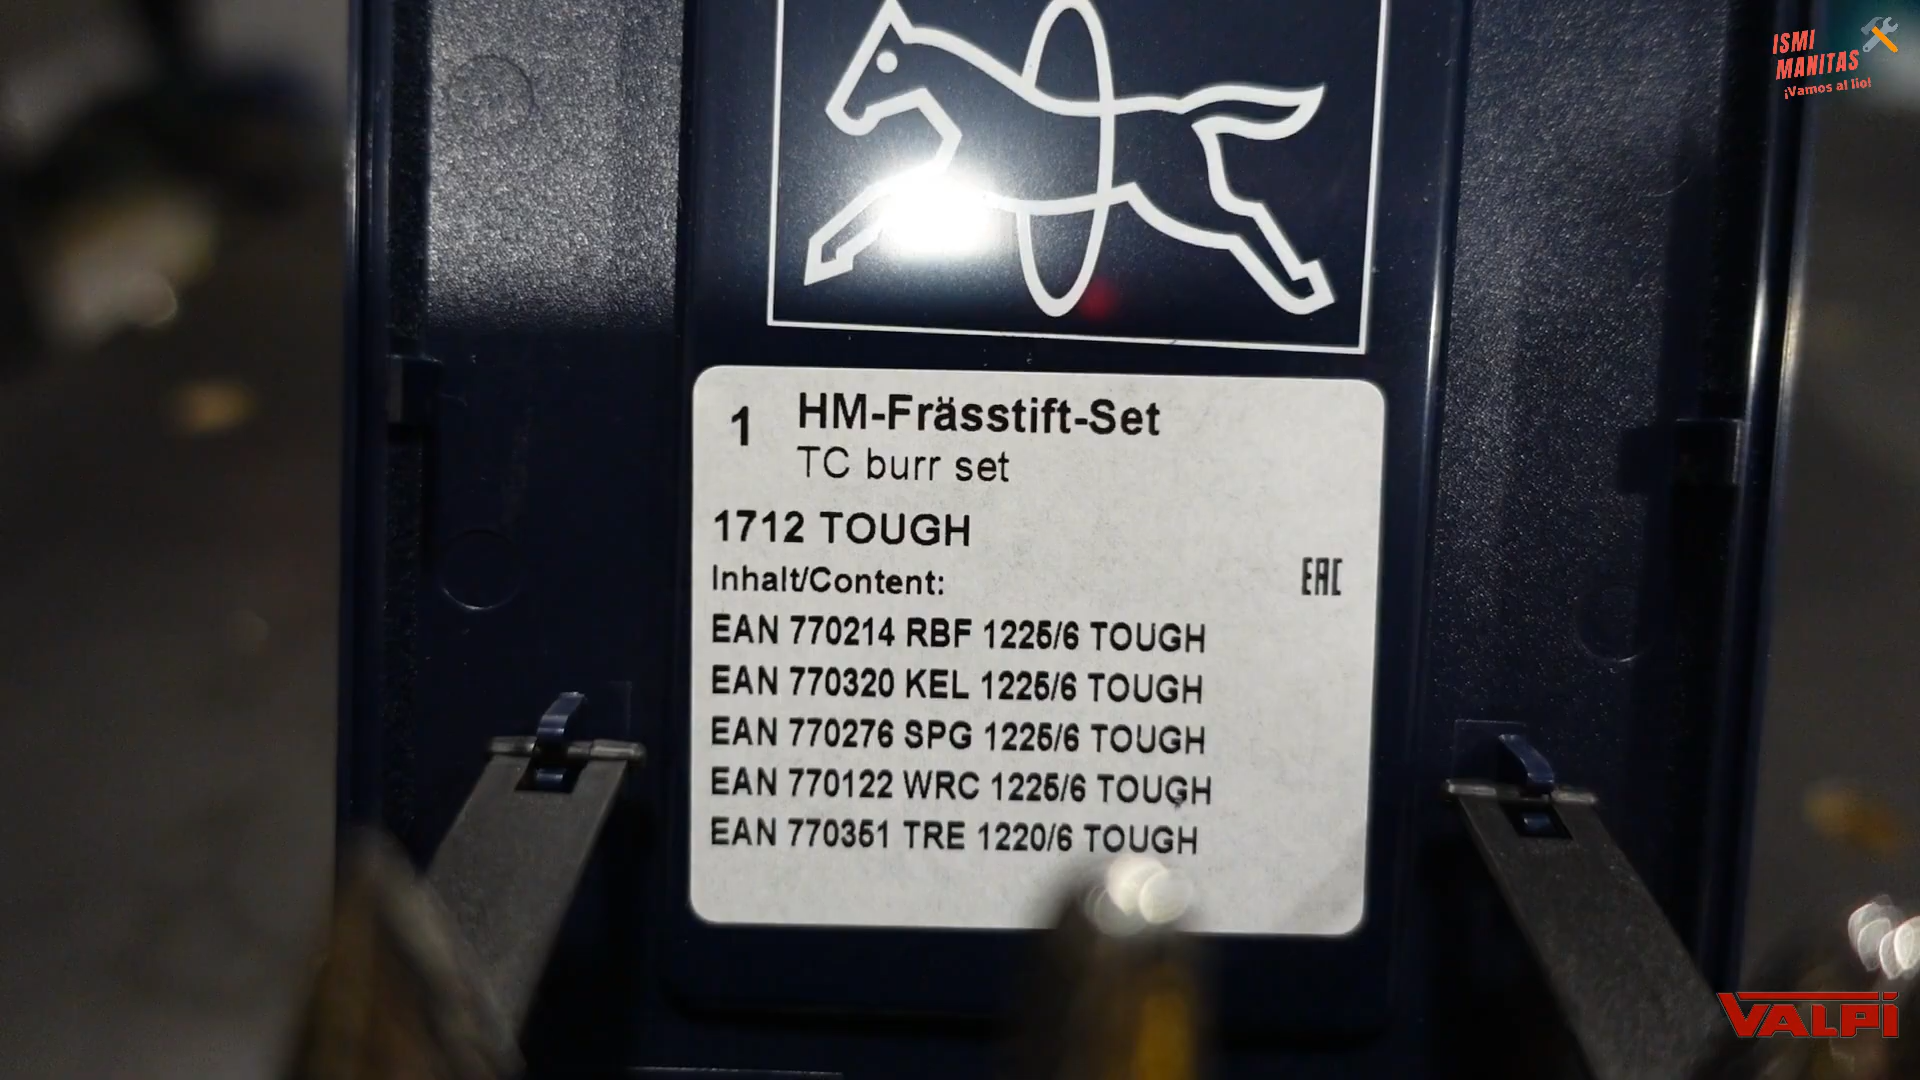 ISMI
MANITAS
¡Vamos al lío!
1 HM-Frässtift-Set
TC burr set
1712 TOUGH
Inhalt/Content:
EAC
EAN 770214 RBF 1225/6 TOUGH
EAN 770320 KEL 1225/6 TOUGH
EAN 770276 SPG 1225/6 TOUGH
EAN 770122 WRC 1225/6 TOUGH
EAN 770351 TRE 1220/6 TOUGH
VALPI